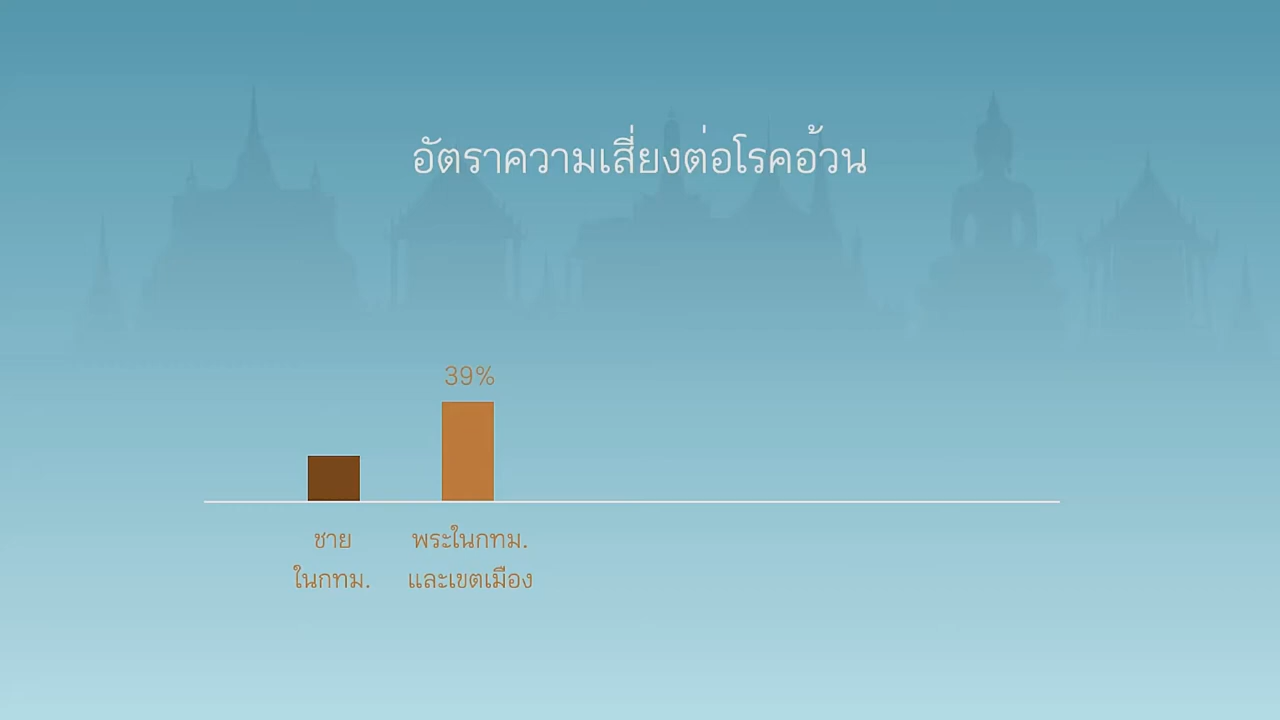 อัตราความเสี่ยงต่อโรคอ้วน
39%
ชาย
ในกทม.
พระในกทม.
และเขตเมือง